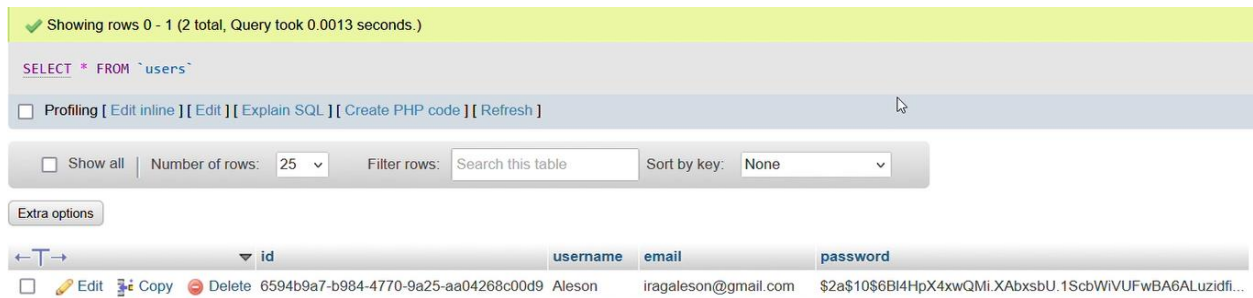 Showing rows 0 - 1 (2 total, Query took 0.0013 seconds.)
SELECT * FROM `users`
Profiling [ Edit inline ] [ Edit ] [ Explain SQL ] [ Create PHP code ] [ Refresh ]
Show all | Number of rows: 25 Filter rows: Search this table Sort by key: None
Extra options
←T→ id username email password
Edit Copy Delete 6594b9a7-b984-4770-9a25-aa04268c00d9 Aleson iragaleson@gmail.com $2a$10$6Bl4HpX4xwQMi.XAbxsbU.1ScbWiVUFwBA6ALuzidfi...